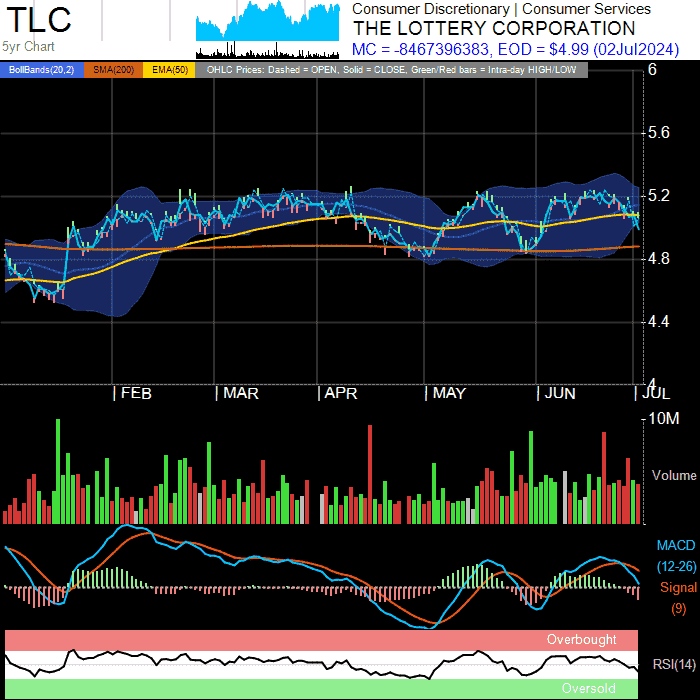 TLC
5yr Chart
Consumer Discretionary | Consumer Services
THE LOTTERY CORPORATION
MC = -8467396383, EOD = $4.99 (02Jul2024)
BollBands(20,2) SMA(200) EMA(50) OHLC Prices: Dashed = OPEN, Solid = CLOSE, Green/Red bars = Intra-day HIGH/LOW
6
5.6
5.2
4.8
4.4
4
| FEB | MAR | APR | MAY | JUN | JUL
10M
Volume
MACD
(12-26)
Signal
(9)
Overbought
RSI(14)
Oversold